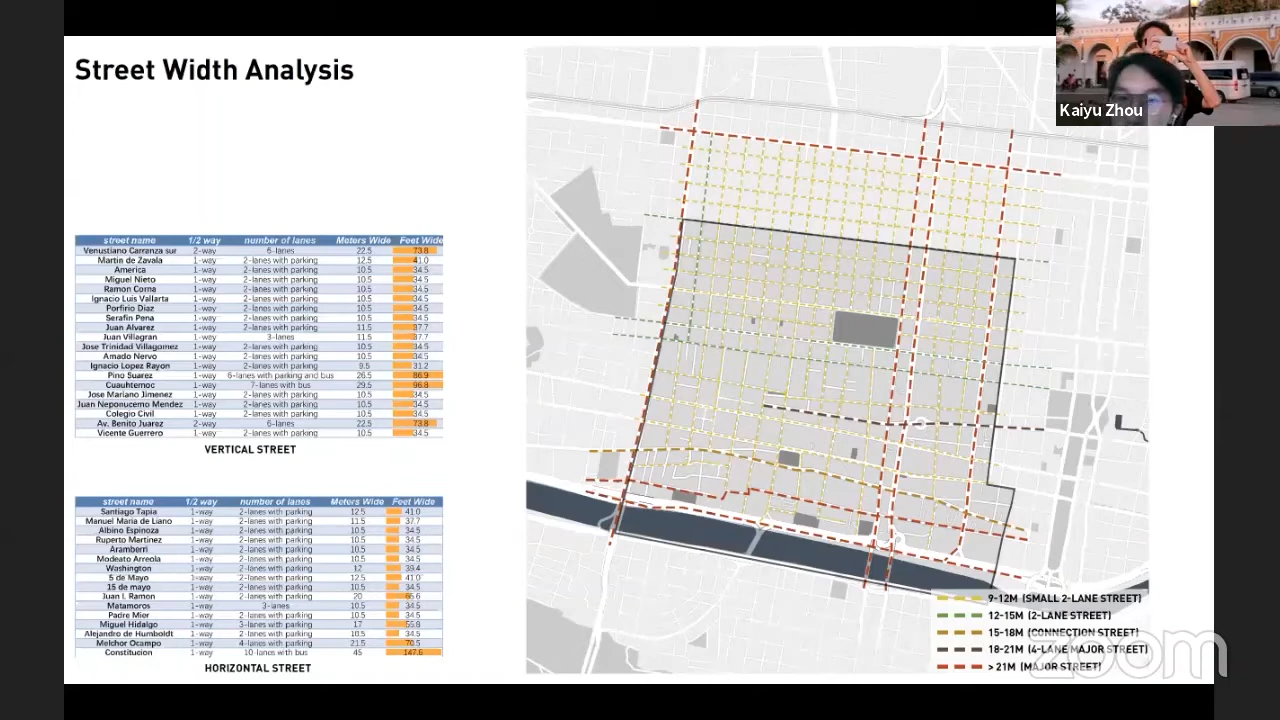 Street Width Analysis
Kaiyu Zhou
street name 1/2 way number of lanes Meters Wide Feet Wide
Venustiano Carranza sur 2-way 6-lanes 22.5 73.8
Martin de Zavala 1-way 2-lanes with parking 12.5 41.0
America 1-way 2-lanes with parking 10.5 34.5
Miguel Nieto 1-way 2-lanes with parking 10.5 34.5
Ramon Corna 1-way 2-lanes with parking 10.5 34.5
Ignacio Luis Vallarta 1-way 2-lanes with parking 10.5 34.5
Porfirio Diaz 1-way 2-lanes with parking 10.5 34.5
Serafin Pena 1-way 2-lanes with parking 10.5 34.5
Juan Alvarez 1-way 2-lanes with parking 11.5 37.7
Juan Villagran 1-way 3-lanes 11.5 37.7
Jose Trinidad Villagomez 1-way 2-lanes with parking 10.5 34.5
Amado Nervo 1-way 2-lanes with parking 10.5 34.5
Ignacio Lopez Rayon 1-way 2-lanes with parking 9.5 31.2
Pino Suarez 1-way 6-lanes with parking and bus 26.5 86.9
Cuauhtemoc 1-way 7-lanes with bus 29.5 96.8
Jose Mariano Jimenez 1-way 2-lanes with parking 10.5 34.5
Juan Neponucemo Mendez 1-way 2-lanes with parking 10.5 34.5
Colegio Civil 1-way 2-lanes with parking 10.5 34.5
Av. Benito Juarez 2-way 6-lanes 22.5 73.8
Vicente Guerrero 1-way 2-lanes with parking 10.5 34.5
VERTICAL STREET
street name 1/2 way number of lanes Meters Wide Feet Wide
Santiago Tapia 1-way 2-lanes with parking 12.5 41.0
Manuel Maria de Llano 1-way 2-lanes with parking 11.5 37.7
Albino Espinoza 1-way 2-lanes with parking 10.5 34.5
Ruperto Martinez 1-way 2-lanes with parking 10.5 34.5
Aramberri 1-way 2-lanes with parking 10.5 34.5
Modeato Arreola 1-way 2-lanes with parking 10.5 34.5
Washington 1-way 2-lanes with parking 12 39.4
5 de Mayo 1-way 2-lanes with parking 12.5 41.0
15 de mayo 1-way 2-lanes with parking 10.5 34.5
Juan I. Ramon 1-way 2-lanes with parking 20 65.6
Matamoros 1-way 3-lanes 10.5 34.5
Padre Mier 1-way 2-lanes with parking 10.5 34.5
Miguel Hidalgo 1-way 3-lanes with parking 17 55.8
Alejandro de Humboldt 1-way 2-lanes with parking 10.5 34.5
Melchor Ocampo 1-way 4-lanes with parking 21.5 70.5
Constitucion 1-way 10-lanes with bus 45 147.6
HORIZONTAL STREET
9-12M (SMALL 2-LANE STREET)
12-15M (2-LANE STREET)
15-18M (CONNECTION STREET)
18-21M (4-LANE MAJOR STREET)
> 21M (MAJOR STREET)
zoom